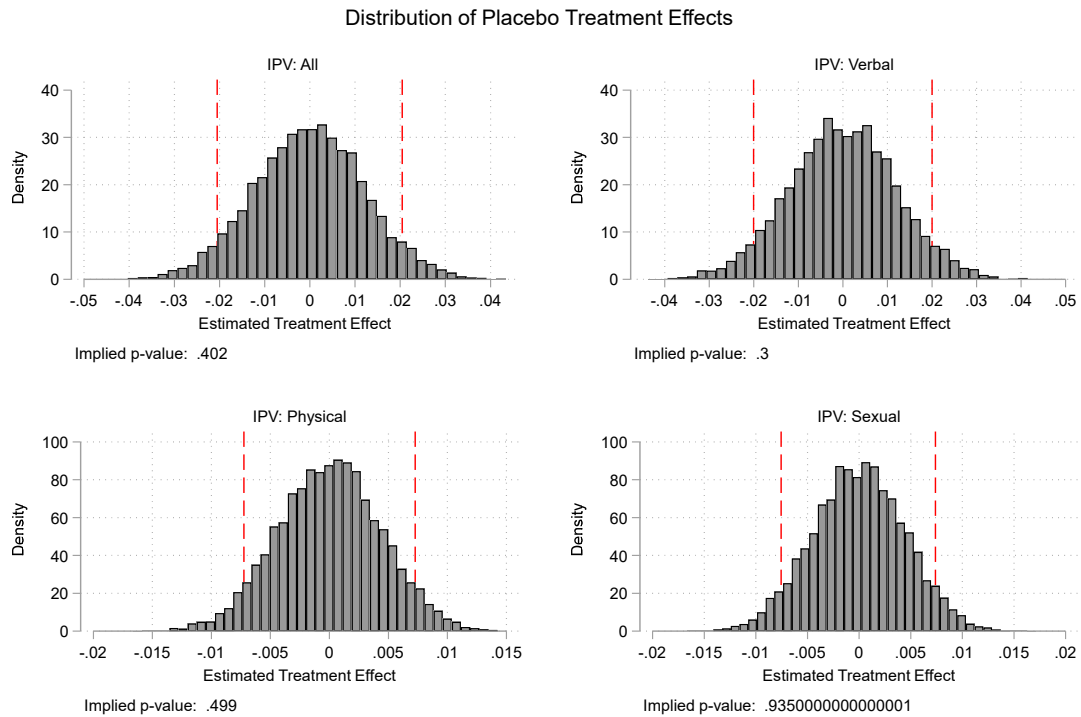 Distribution of Placebo Treatment Effects
IPV: All
40
30
20
10
0
Density
-.05 -.04 -.03 -.02 -.01 0 .01 .02 .03 .04
Estimated Treatment Effect
Implied p-value: .402
IPV: Verbal
40
30
20
10
0
Density
-.04 -.03 -.02 -.01 0 .01 .02 .03 .04 .05
Estimated Treatment Effect
Implied p-value: .3
IPV: Physical
100
80
60
40
20
0
Density
-.02 -.015 -.01 -.005 0 .005 .01 .015
Estimated Treatment Effect
Implied p-value: .499
IPV: Sexual
100
80
60
40
20
0
Density
-.02 -.015 -.01 -.005 0 .005 .01 .015 .02
Estimated Treatment Effect
Implied p-value: .9350000000000001